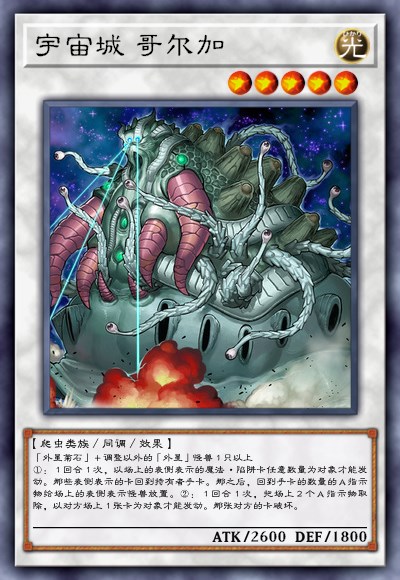 宇宙城 哥尔加
光
【爬虫类族/同调/效果】
「外星菊石」+调整以外的「外星」怪兽1只以上
①：1回合1次，以场上的表侧表示的魔法·陷阱卡任意数量为对象才能发
动。那些表侧表示的卡回到持有者手卡。那之后，回到手卡的数量的A指示
物给场上的表侧表示怪兽放置。②：1回合1次，把场上2个A指示物取
除，以对方场上1张卡为对象才能发动。那张对方的卡破坏。
ATK/2600 DEF/1800